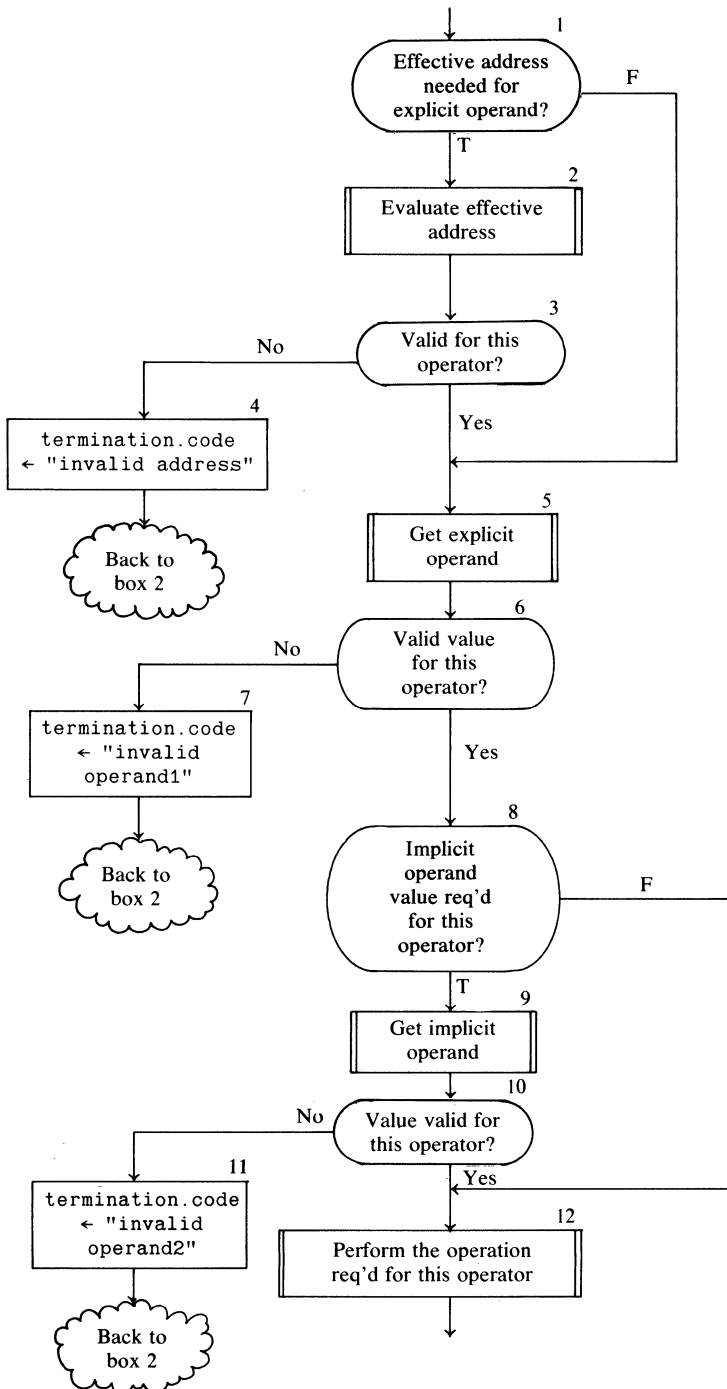 1
Effective address
needed for
explicit operand?
F
T
2
Evaluate effective
address
3
Valid for this
operator?
No
Yes
4
termination.code
← "invalid address"
Back to
box 2
5
Get explicit
operand
6
Valid value
for this
operator?
No
Yes
7
termination.code
← "invalid
operand1"
Back to
box 2
8
Implicit
operand
value req'd
for this
operator?
F
T
9
Get implicit
operand
10
Value valid for
this operator?
No
Yes
11
termination.code
← "invalid
operand2"
Back to
box 2
12
Perform the operation
req'd for this operator